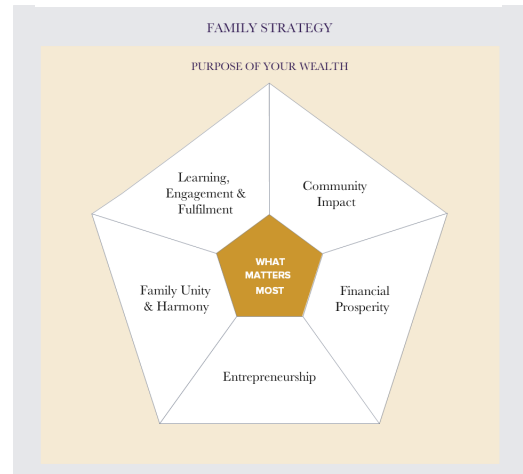 FAMILY STRATEGY
PURPOSE OF YOUR WEALTH
Learning,
Engagement &
Fulfilment
Community
Impact
WHAT
MATTERS
MOST
Family Unity
& Harmony
Financial
Prosperity
Entrepreneurship